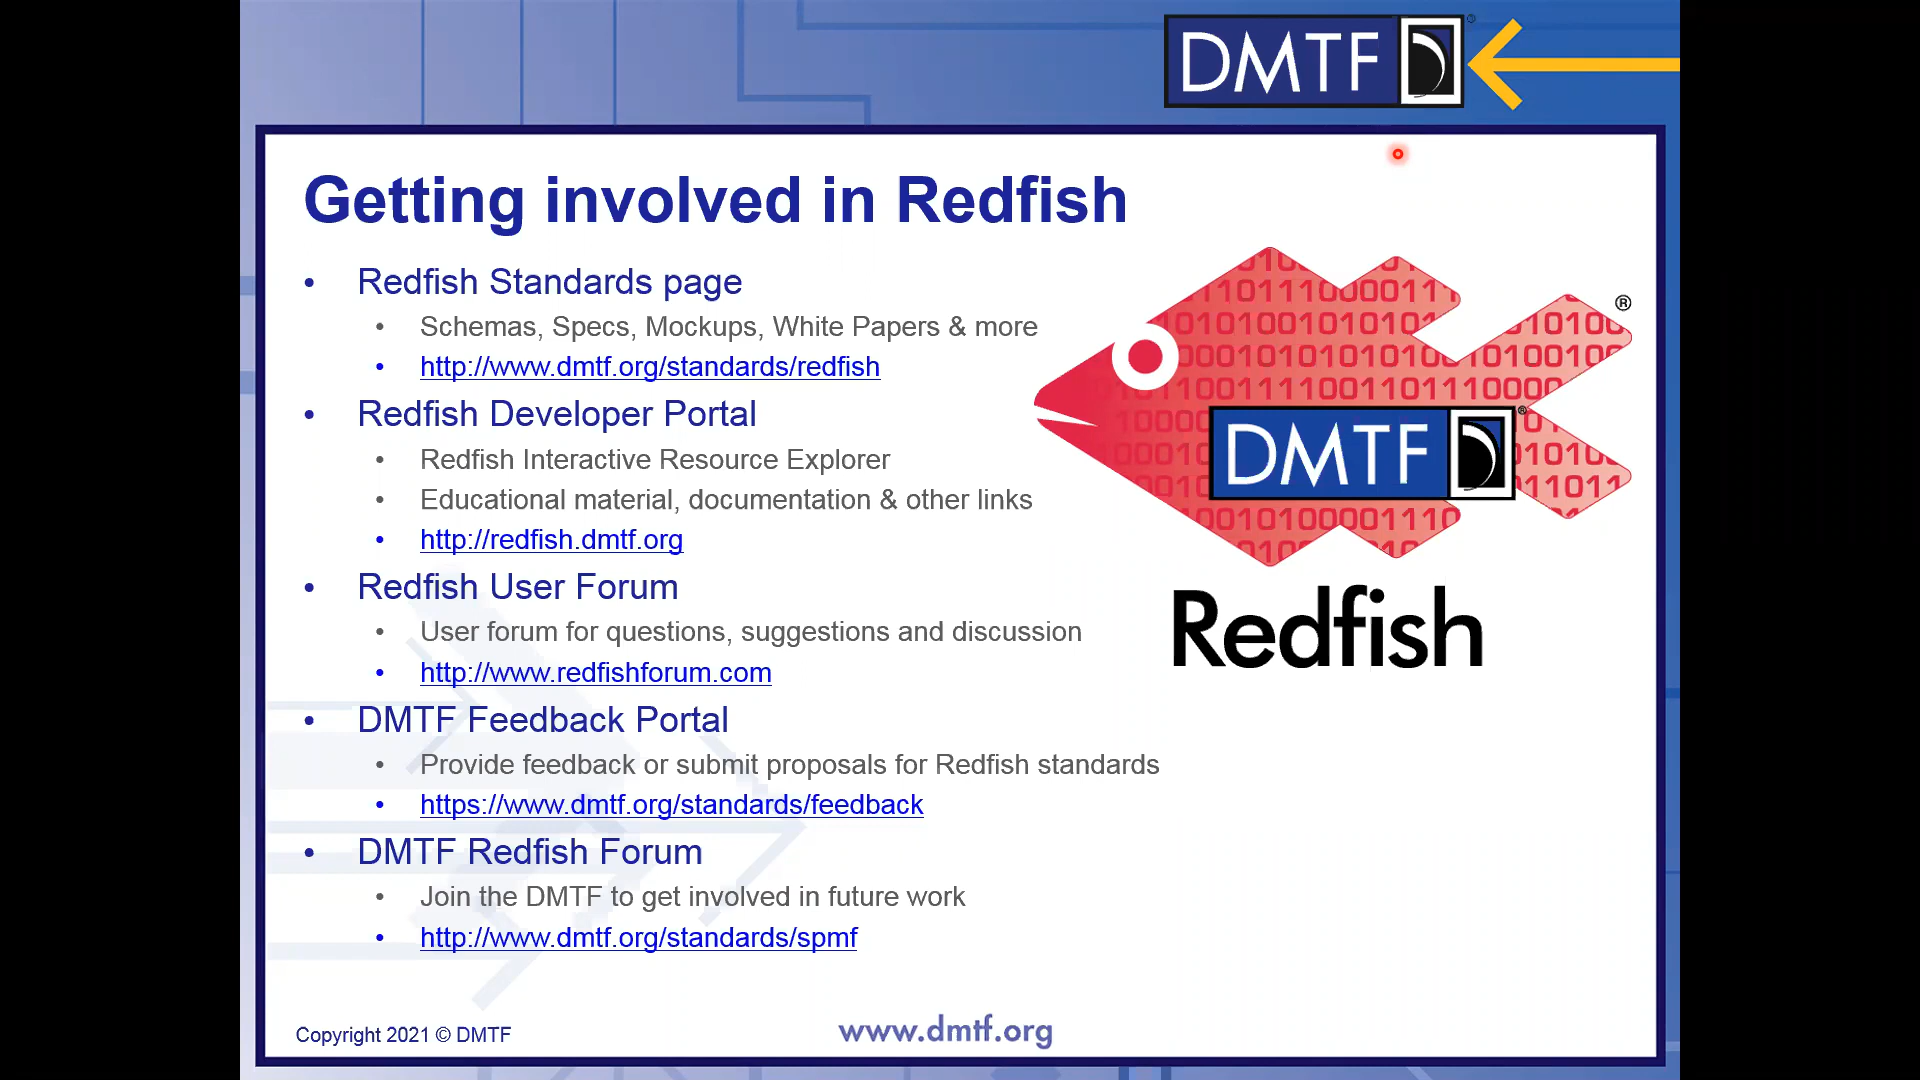 DMTF
Getting involved in Redfish
• Redfish Standards page
• Schemas, Specs, Mockups, White Papers & more
• http://www.dmtf.org/standards/redfish
• Redfish Developer Portal
• Redfish Interactive Resource Explorer
• Educational material, documentation & other links
• http://redfish.dmtf.org
• Redfish User Forum
• User forum for questions, suggestions and discussion
• http://www.redfishforum.com
• DMTF Feedback Portal
• Provide feedback or submit proposals for Redfish standards
• https://www.dmtf.org/standards/feedback
• DMTF Redfish Forum
• Join the DMTF to get involved in future work
• http://www.dmtf.org/standards/spmf
®
DMTF
Redfish
Copyright 2021 © DMTF
www.dmtf.org